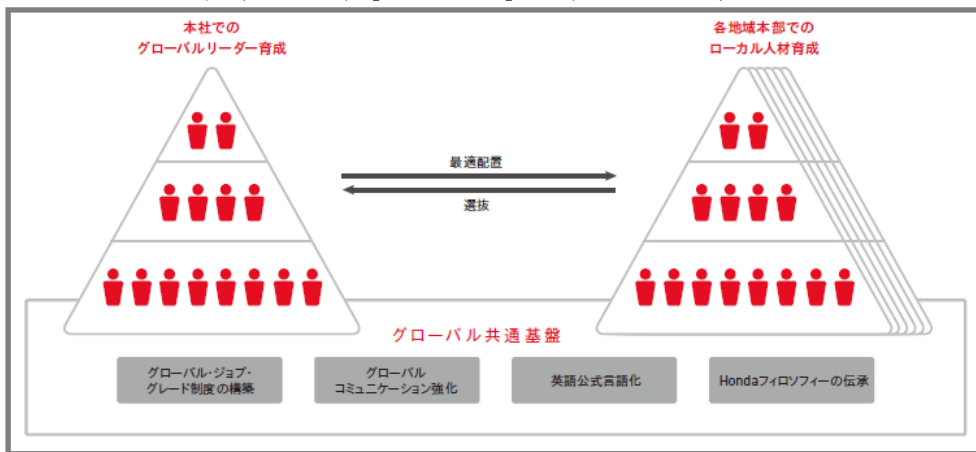 本社での
グローバルリーダー育成
各地域本部での
ローカル人材育成
最適配置
選抜
グローバル共通基盤
グローバル・ジョブ・
グレード制度の構築
グローバル
コミュニケーション強化
英語公式言語化
Hondaフィロソフィーの伝承